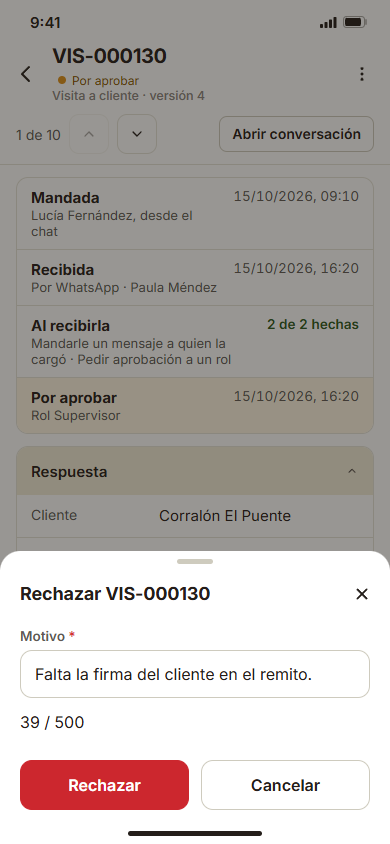 9:41
VIS-000130
Por aprobar
Visita a cliente · versión 4
1 de 10
Abrir conversación
Mandada
15/10/2026, 09:10
Lucía Fernández, desde el
chat
Recibida
15/10/2026, 16:20
Por WhatsApp · Paula Méndez
Al recibirla
2 de 2 hechas
Mandarle un mensaje a quien la
cargó · Pedir aprobación a un rol
Por aprobar
15/10/2026, 16:20
Rol Supervisor
Respuesta
Cliente
Corralón El Puente
Rechazar VIS-000130
Motivo *
Falta la firma del cliente en el remito.
39 / 500
Rechazar
Cancelar